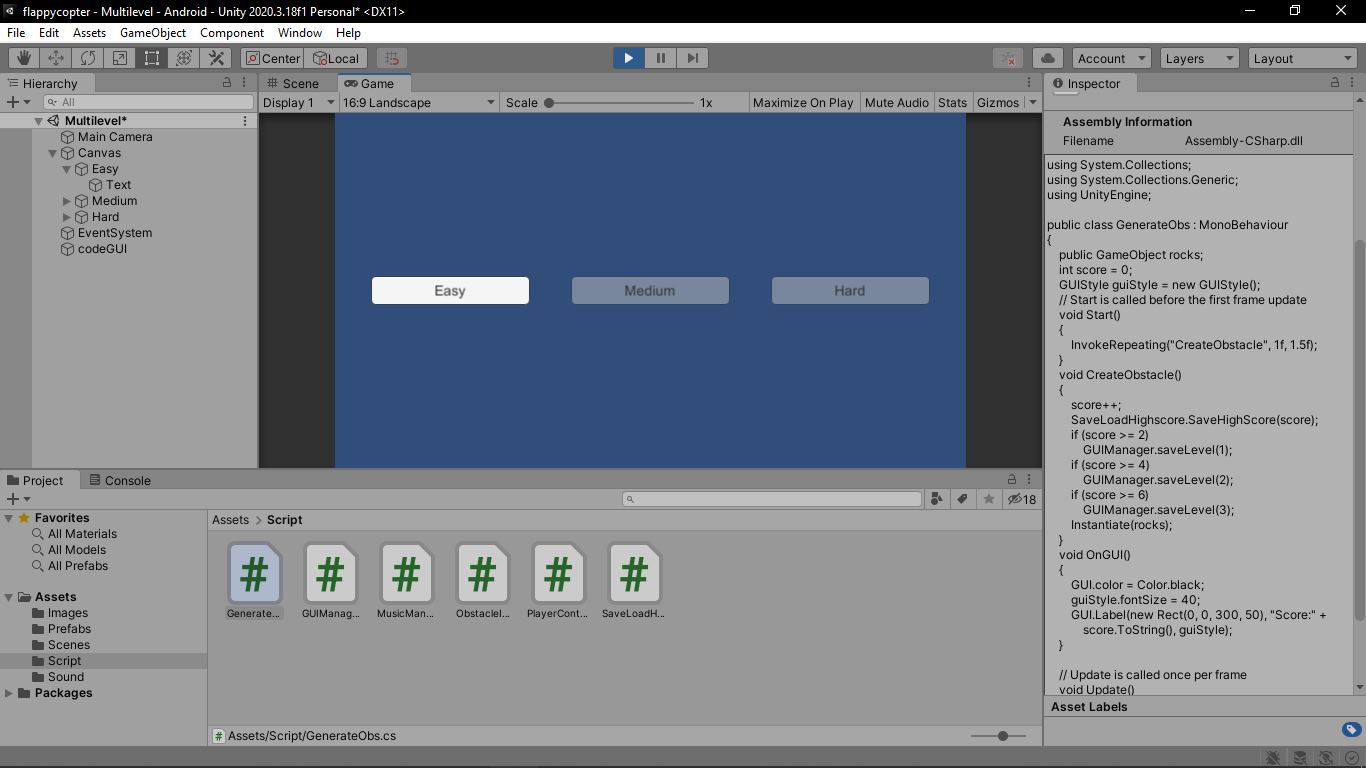 flappycopter - Multilevel - Android - Unity 2020.3.18f1 Personal* <DX11>
File Edit Assets GameObject Component Window Help
Center Local Account Layers Layout
Hierarchy
All
Multilevel*
Main Camera
Canvas
Easy
Text
Medium
Hard
EventSystem
codeGUI
Scene Game
Display 1 16:9 Landscape Scale 1x Maximize On Play Mute Audio Stats Gizmos
Easy Medium Hard
Inspector
Assembly Information
Filename Assembly-CSharp.dll
using System.Collections;
using System.Collections.Generic;
using UnityEngine;
public class GenerateObs : MonoBehaviour
{
public GameObject rocks;
int score = 0;
GUIStyle guiStyle = new GUIStyle();
// Start is called before the first frame update
void Start()
{
InvokeRepeating("CreateObstacle", 1f, 1.5f);
}
void CreateObstacle()
{
score++;
SaveLoadHighscore.SaveHighScore(score);
if (score >= 2)
GUIManager.saveLevel(1);
if (score >= 4)
GUIManager.saveLevel(2);
if (score >= 6)
GUIManager.saveLevel(3);
Instantiate(rocks);
}
void OnGUI()
{
GUI.color = Color.black;
guiStyle.fontSize = 40;
GUI.Label(new Rect(0, 0, 300, 50), "Score:" +
score.ToString(), guiStyle);
}
// Update is called once per frame
void Update()
Asset Labels
Project Console
18
Favorites
All Materials
All Models
All Prefabs
Assets
Images
Prefabs
Scenes
Script
Sound
Packages
Assets > Script
# # # # # #
Generate... GUIManag... MusicMan... ObstacleI... PlayerCont... SaveLoadH...
# Assets/Script/GenerateObs.cs